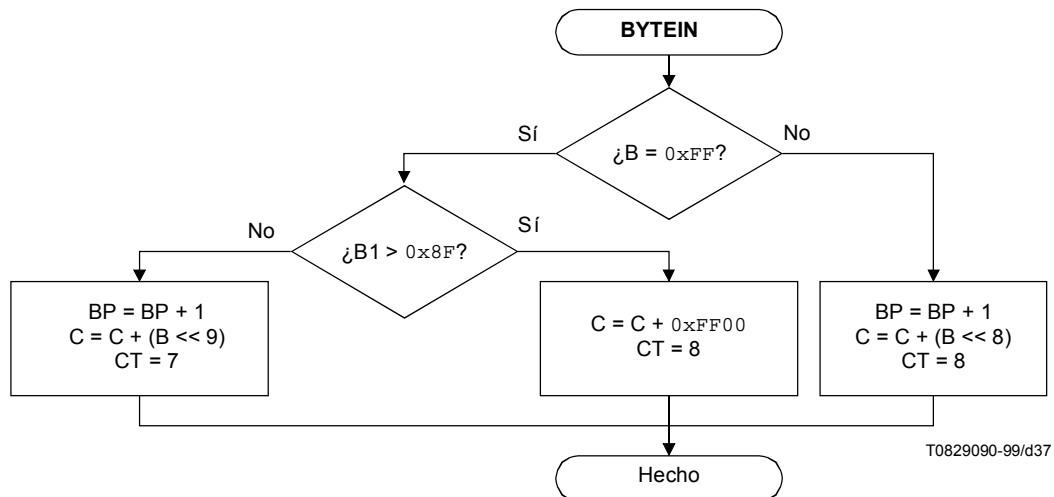 BYTEIN
Sí
¿B = 0xFF?
No
No
¿B1 > 0x8F?
Sí
BP = BP + 1
C = C + (B << 9)
CT = 7
C = C + 0xFF00
CT = 8
BP = BP + 1
C = C + (B << 8)
CT = 8
T0829090-99/d37
Hecho